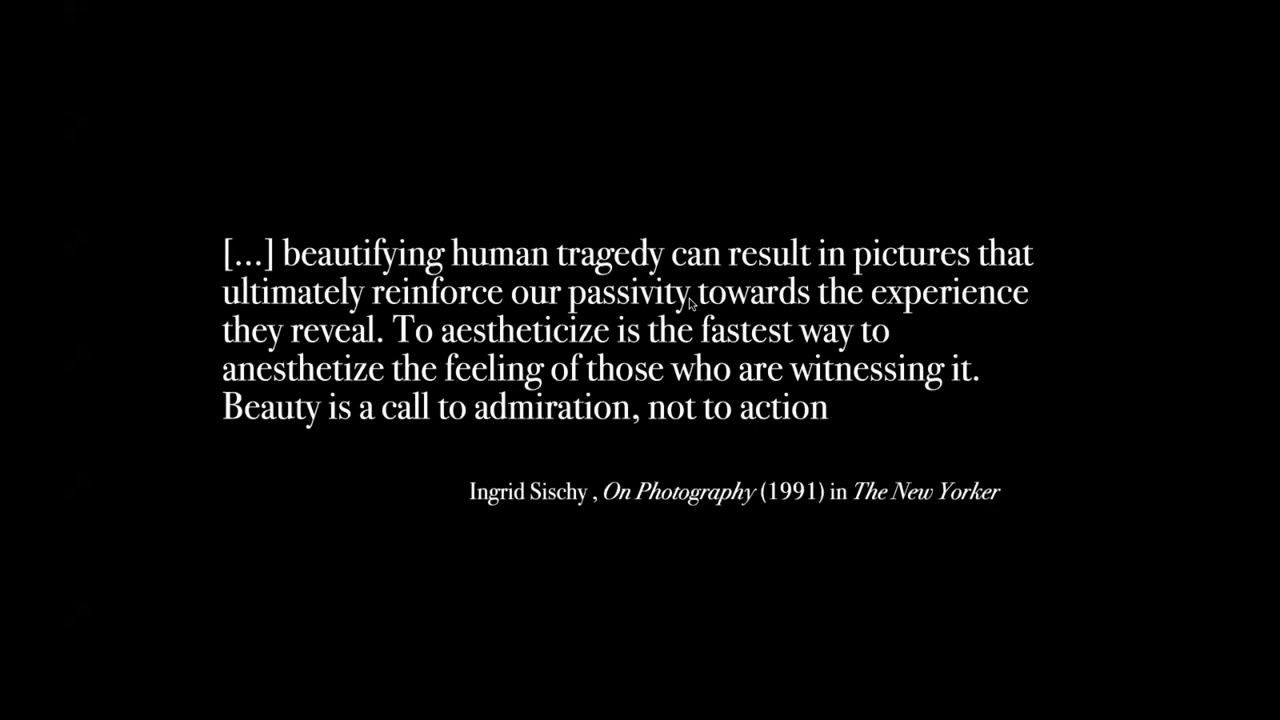 [...] beautifying human tragedy can result in pictures that
ultimately reinforce our passivity towards the experience
they reveal. To aestheticize is the fastest way to
anesthetize the feeling of those who are witnessing it.
Beauty is a call to admiration, not to action
Ingrid Sischy , On Photography (1991) in The New Yorker